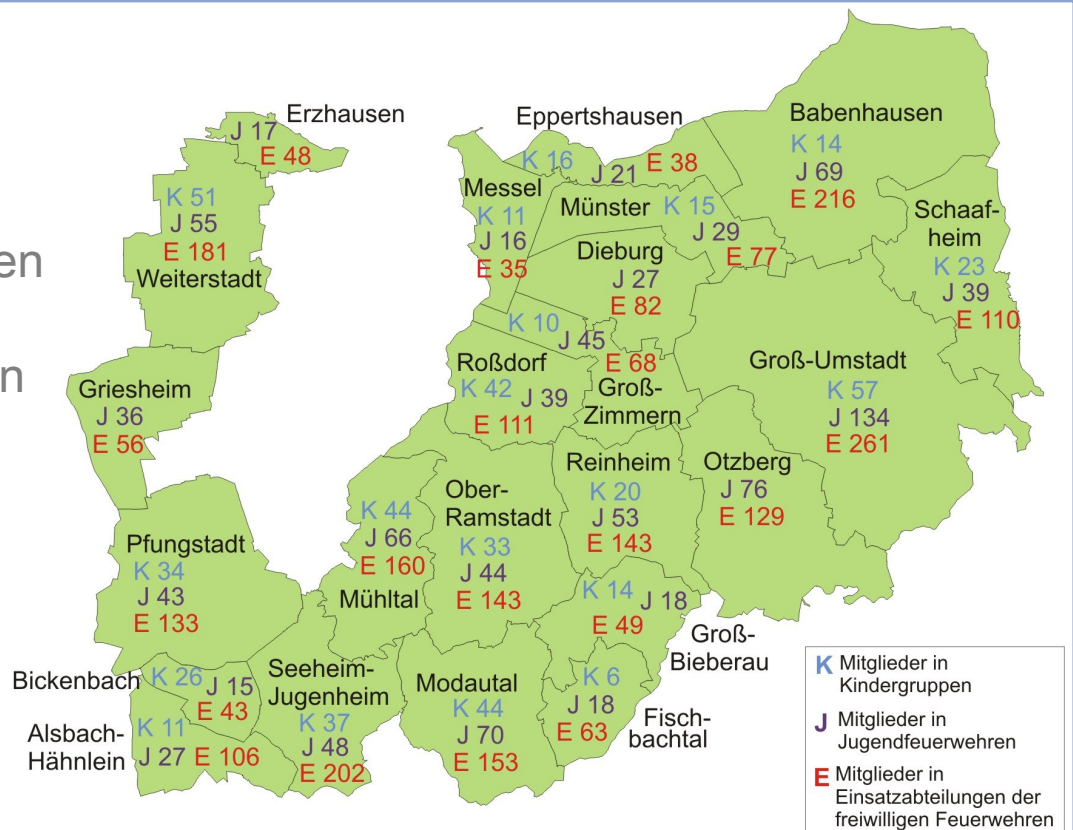 en
n
Erzhausen
J 17
E 48
K 51
J 55
E 181
Weiterstadt
Griesheim
J 36
E 56
Eppertshausen
K 16
J 21
E 38
Messel
K 11
J 16
E 35
Münster
K 15
J 29
E 77
Babenhausen
K 14
J 69
E 216
Schaaf-
heim
K 23
J 39
E 110
Dieburg
J 27
E 82
K 10
J 45
E 68
Groß-
Zimmern
Roßdorf
K 42
J 39
E 111
Groß-Umstadt
K 57
J 134
E 261
Reinheim
K 20
J 53
E 143
Otzberg
J 76
E 129
Ober-
Ramstadt
K 33
J 44
E 143
K 44
J 66
E 160
Mühltal
Pfungstadt
K 34
J 43
E 133
K 14
J 18
E 49
Groß-
Bieberau
Bickenbach
K 26
J 15
E 43
Alsbach-
Hähnlein
K 11
J 27
E 106
Seeheim-
Jugenheim
K 37
J 48
E 202
Modautal
K 44
J 70
E 153
K 6
J 18
E 63
Fisch-
bachtal
K Mitglieder in
Kindergruppen
J Mitglieder in
Jugendfeuerwehren
E Mitglieder in
Einsatzabteilungen der
freiwilligen Feuerwehren